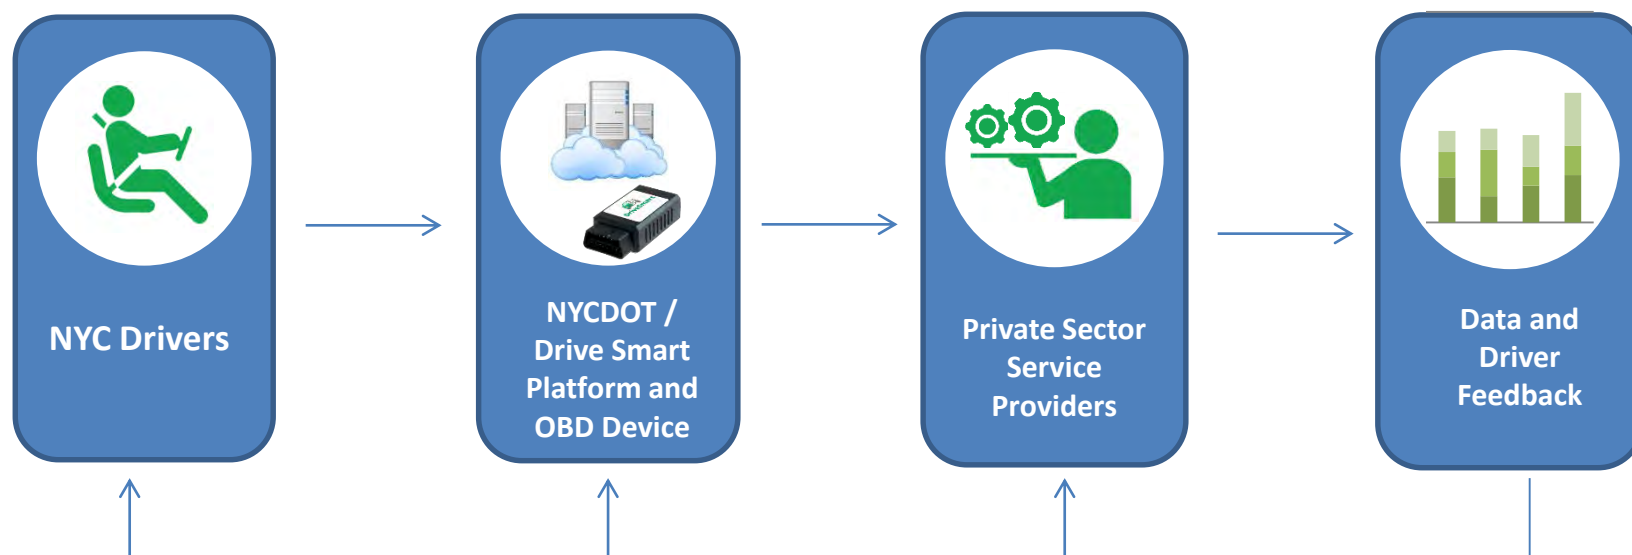 NYC Drivers
NYCDOT /
Drive Smart
Platform and
OBD Device
Private Sector
Service
Providers
Data and
Driver
Feedback